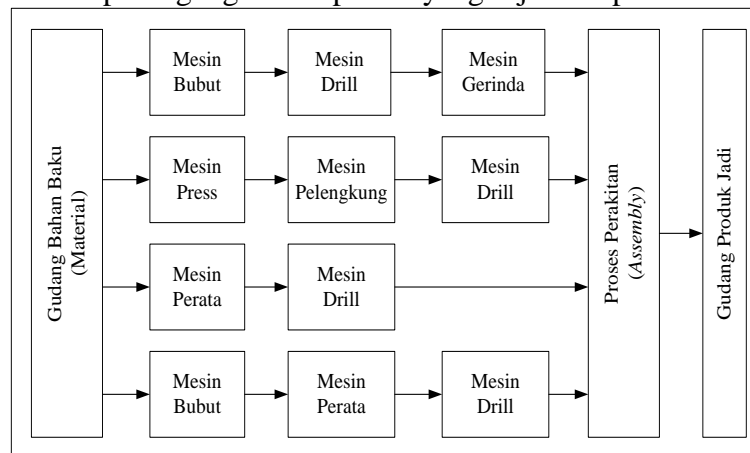 Gudang Bahan Baku
(Material)
Mesin
Bubut
Mesin
Drill
Mesin
Gerinda
Mesin
Press
Mesin
Pelengkung
Mesin
Drill
Mesin
Perata
Mesin
Drill
Mesin
Bubut
Mesin
Perata
Mesin
Drill
Proses Perakitan
(Assembly)
Gudang Produk Jadi